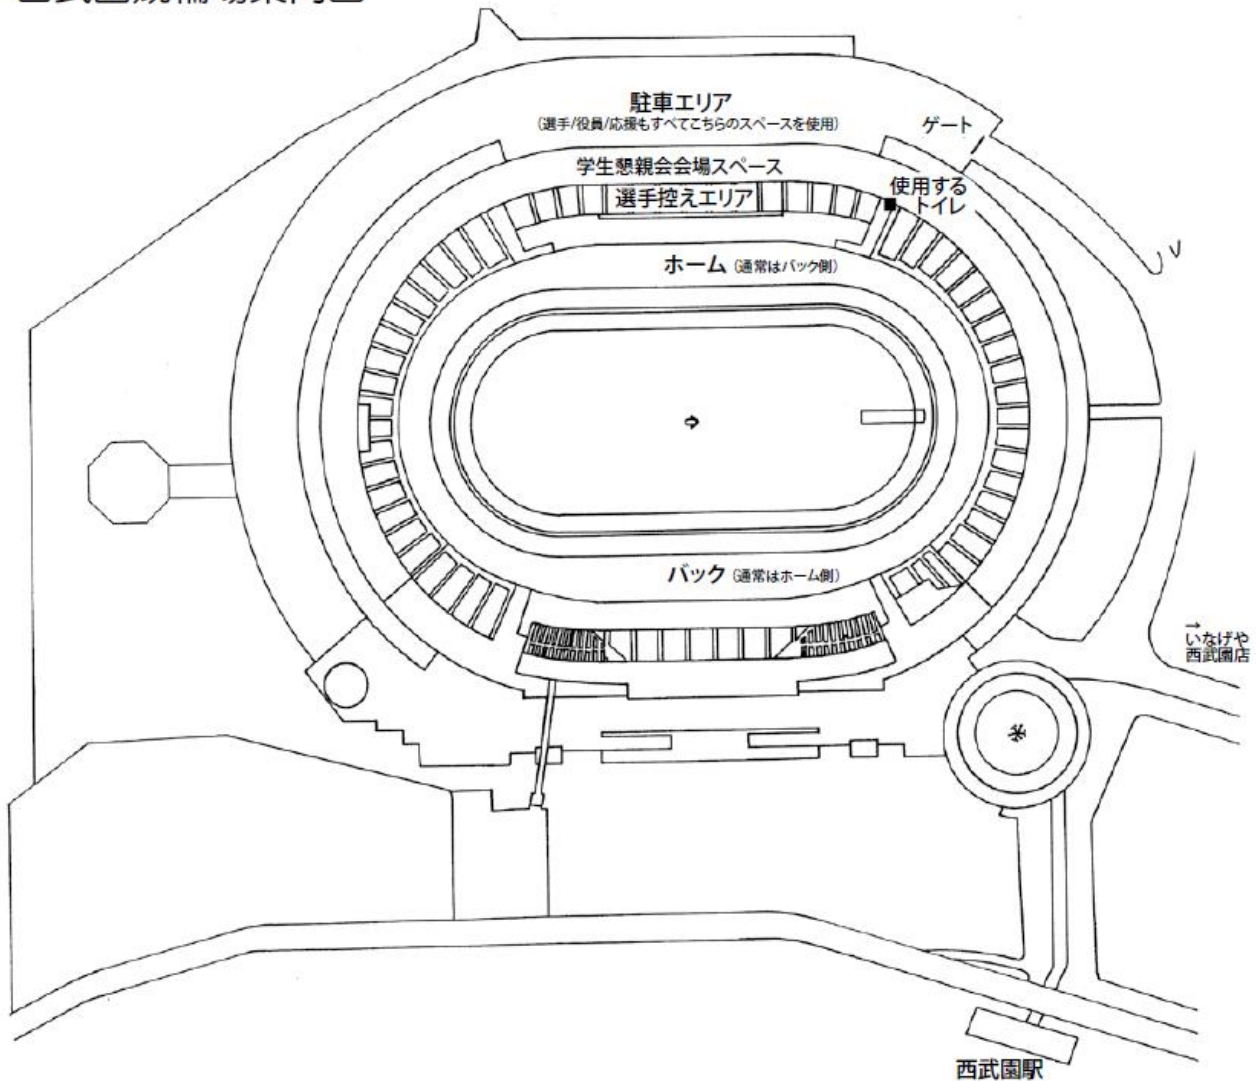 駐車エリア
(選手/役員/応援もすべてこちらのスペースを使用)
ゲート
学生懇親会会場スペース
選手控えエリア
使用する
トイレ
ホーム (通常はバック側)
バック (通常はホーム側)
→
いなげや
西武園店
西武園駅